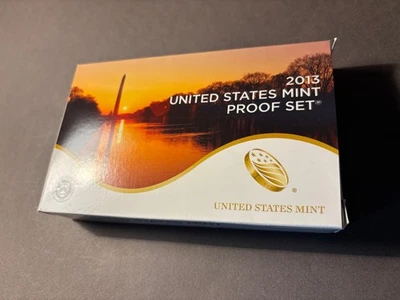 2013
UNITED STATES MINT
PROOF SET®
UNITED STATES MINT